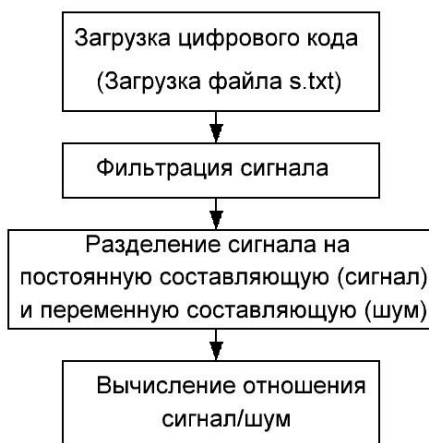 Загрузка цифрового кода
(Загрузка файла s.txt)
Фильтрация сигнала
Разделение сигнала на
постоянную составляющую (сигнал)
и переменную составляющую (шум)
Вычисление отношения
сигнал/шум